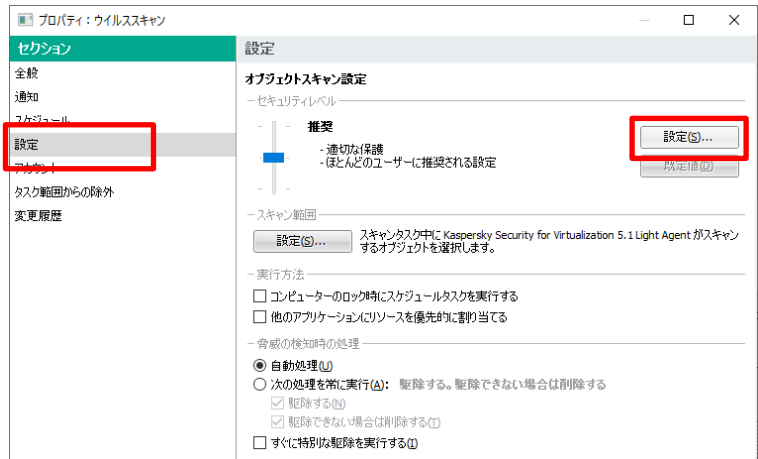 プロパティ：ウイルススキャン
セクション
設定
全般
通知
スケジュール
設定
アカウント
タスク範囲からの除外
変更履歴
オブジェクトスキャン設定
セキュリティレベル
推奨
- 適切な保護
- ほとんどのユーザーに推奨される設定
設定(S)...
既定値(D)
スキャン範囲
設定(S)...
スキャンタスク中に Kaspersky Security for Virtualization 5.1 Light Agent がスキャン
するオブジェクトを選択します。
実行方法
コンピューターのロック時にスケジュールタスクを実行する
他のアプリケーションにリソースを優先的に割り当てる
脅威の検知時の処理
自動処理(U)
次の処理を常に実行(A): 駆除する。駆除できない場合は削除する
駆除する(N)
駆除できない場合は削除する(T)
すぐに特別な駆除を実行する(I)